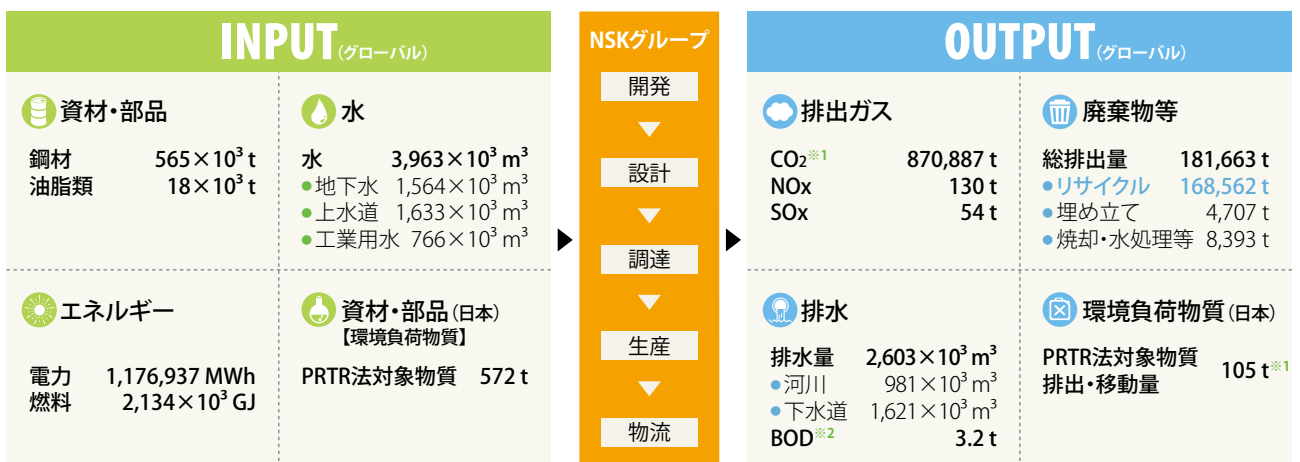 INPUT(グローバル)
資材・部品
鋼材 565×10³ t
油脂類 18×10³ t
水
水 3,963×10³ m³
●地下水 1,564×10³ m³
●上水道 1,633×10³ m³
●工業用水 766×10³ m³
エネルギー
電力 1,176,937 MWh
燃料 2,134×10³ GJ
資材・部品(日本)
【環境負荷物質】
PRTR法対象物質 572 t
NSKグループ
開発
設計
調達
生産
物流
OUTPUT(グローバル)
排出ガス
CO₂※1 870,887 t
NOx 130 t
SOx 54 t
廃棄物等
総排出量 181,663 t
●リサイクル 168,562 t
●埋め立て 4,707 t
●焼却・水処理等 8,393 t
排水
排水量 2,603×10³ m³
●河川 981×10³ m³
●下水道 1,621×10³ m³
BOD※2 3.2 t
環境負荷物質(日本)
PRTR法対象物質
排出・移動量 105 t※1